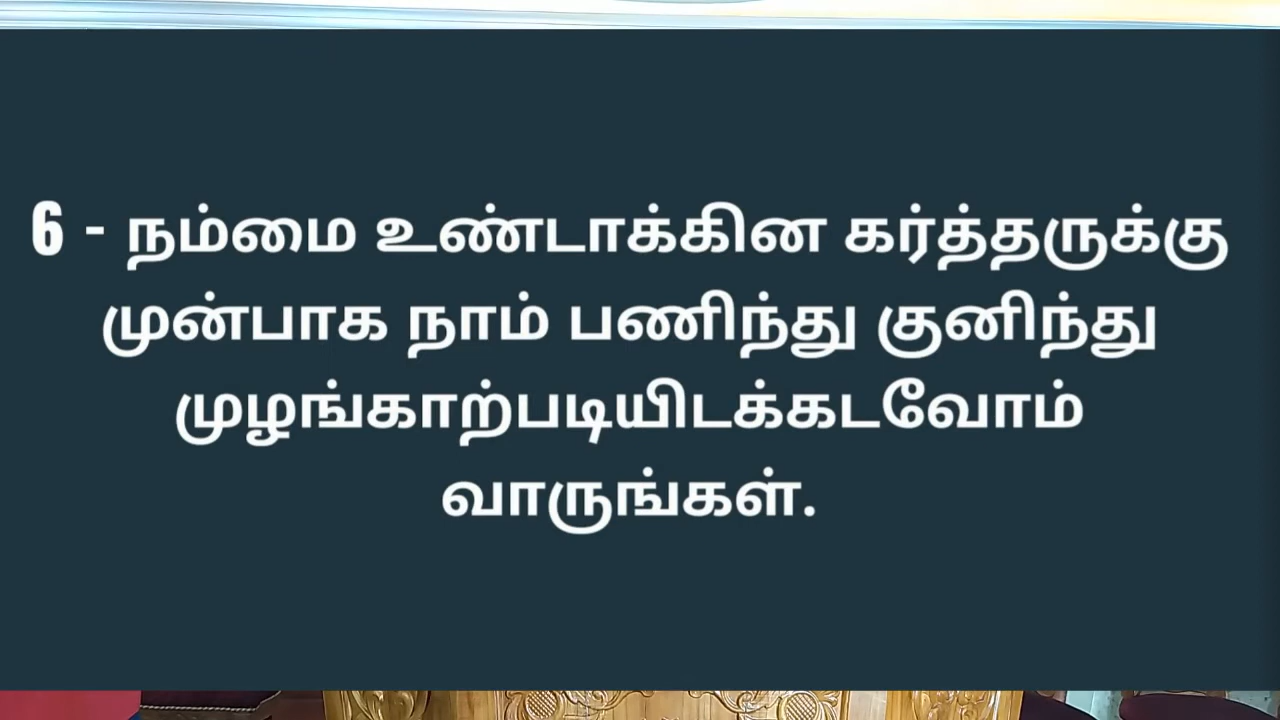 6 - நம்மை உண்டாக்கின கர்த்தருக்கு
முன்பாக நாம் பணிந்து குனிந்து
முழங்காற்படியிடக்கடவோம்
வாருங்கள்.